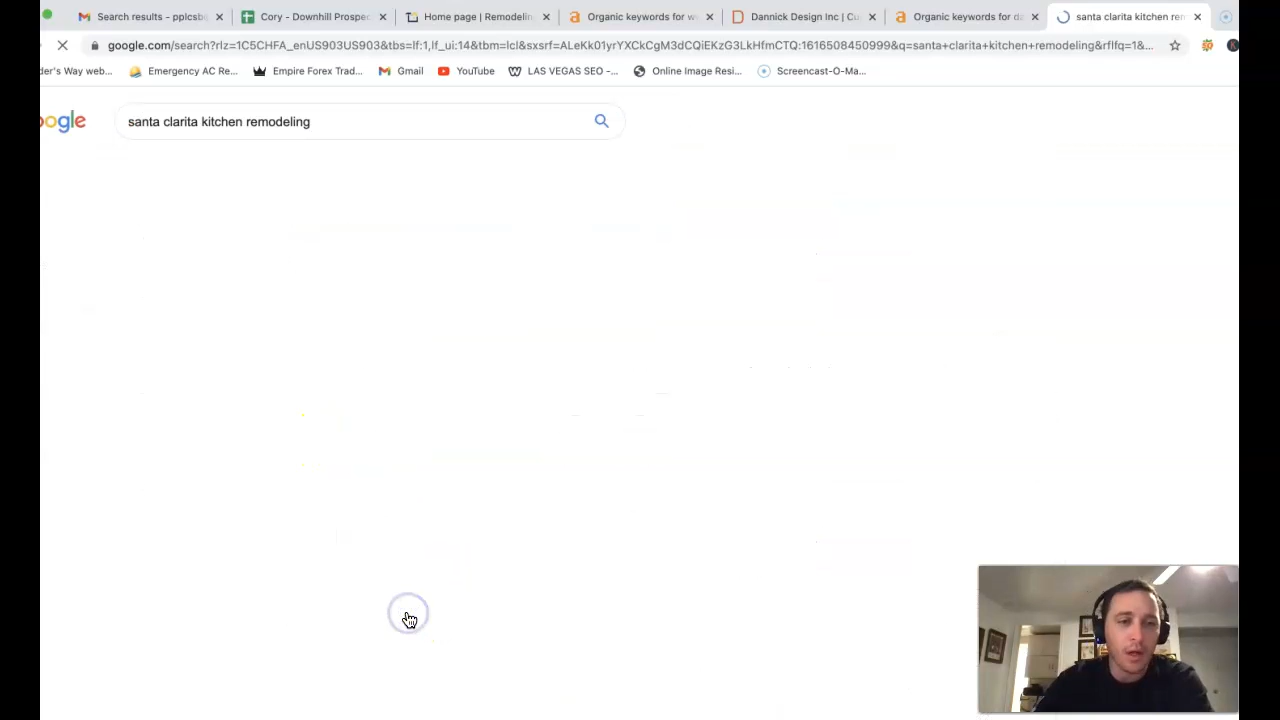 Search results - pplcsbi
Cory - Downhill Prospec
Home page | Remodelin
Organic keywords for w
Dannick Design Inc | Cu
Organic keywords for da
santa clarita kitchen ren
google.com/search?rlz=1C5CHFA_enUS903US903&tbs=lf:1,lf_ui:14&tbm=lcl&sxsrf=ALeKk01yrYXCkCgM3dCQiEKzG3LkHfmCTQ:1616508450999&q=santa+clarita+kitchen+remodeling&rflfq=1&...
der's Way web...
Emergency AC Re...
Empire Forex Trad...
Gmail
YouTube
LAS VEGAS SEO -...
Online Image Resi...
Screencast-O-Ma...
ogle
santa clarita kitchen remodeling